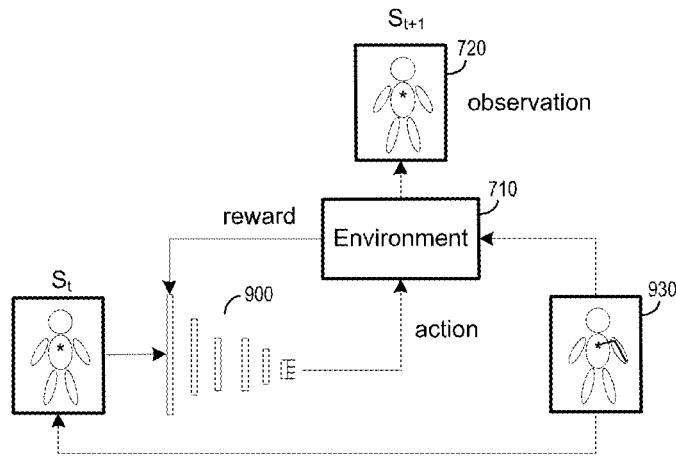 S_{t+1}
720
observation
710
reward
Environment
S_t
900
930
action
*
*
*